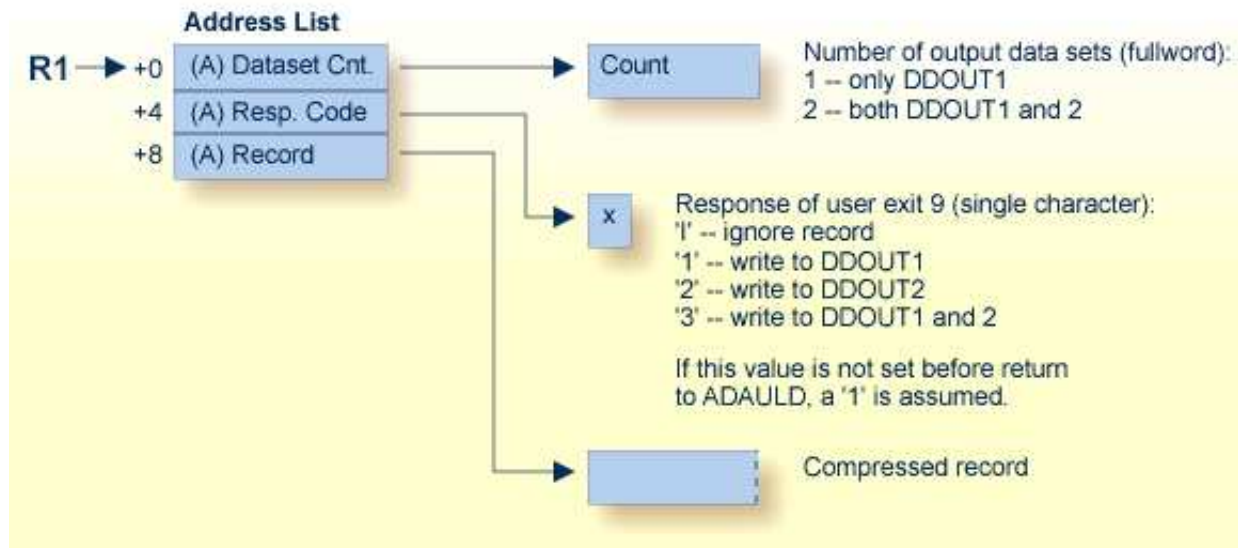 Address List
R1 +0 (A) Dataset Cnt.
+4 (A) Resp. Code
+8 (A) Record
Count
Number of output data sets (fullword):
1 -- only DDOUT1
2 -- both DDOUT1 and 2
x
Response of user exit 9 (single character):
'I' -- ignore record
'1' -- write to DDOUT1
'2' -- write to DDOUT2
'3' -- write to DDOUT1 and 2
If this value is not set before return
to ADAULD, a '1' is assumed.
Compressed record